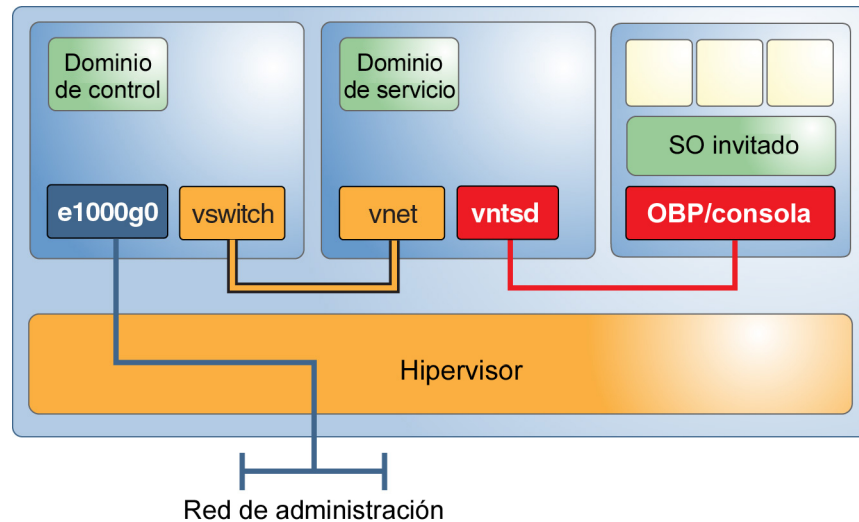 Dominio
de control
Dominio
de servicio
SO invitado
e1000g0
vswitch
vnet
vntsd
OBP/consola
Hipervisor
Red de administración